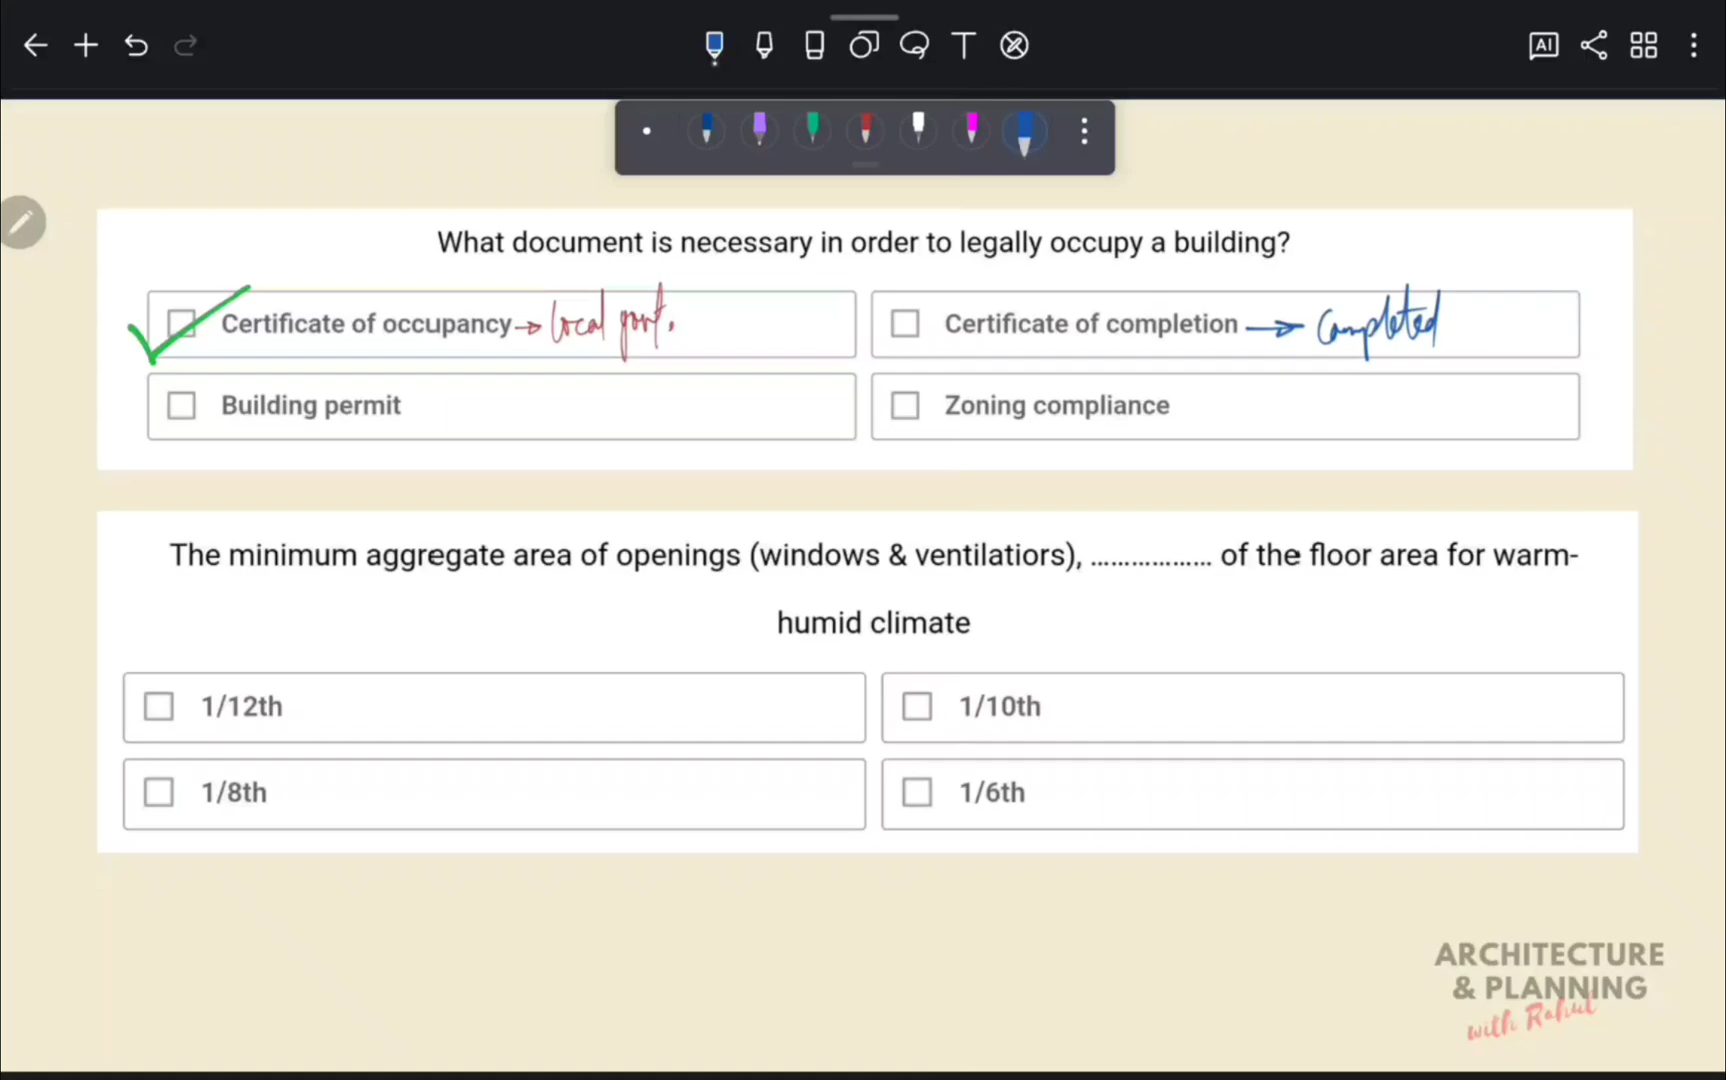 AI
What document is necessary in order to legally occupy a building?
Certificate of occupancy → local govt.
Certificate of completion → Completed
Building permit
Zoning compliance
The minimum aggregate area of openings (windows & ventilatiors), .................. of the floor area for warm-
humid climate
1/12th
1/10th
1/8th
1/6th
ARCHITECTURE
& PLANNING
with Rahul